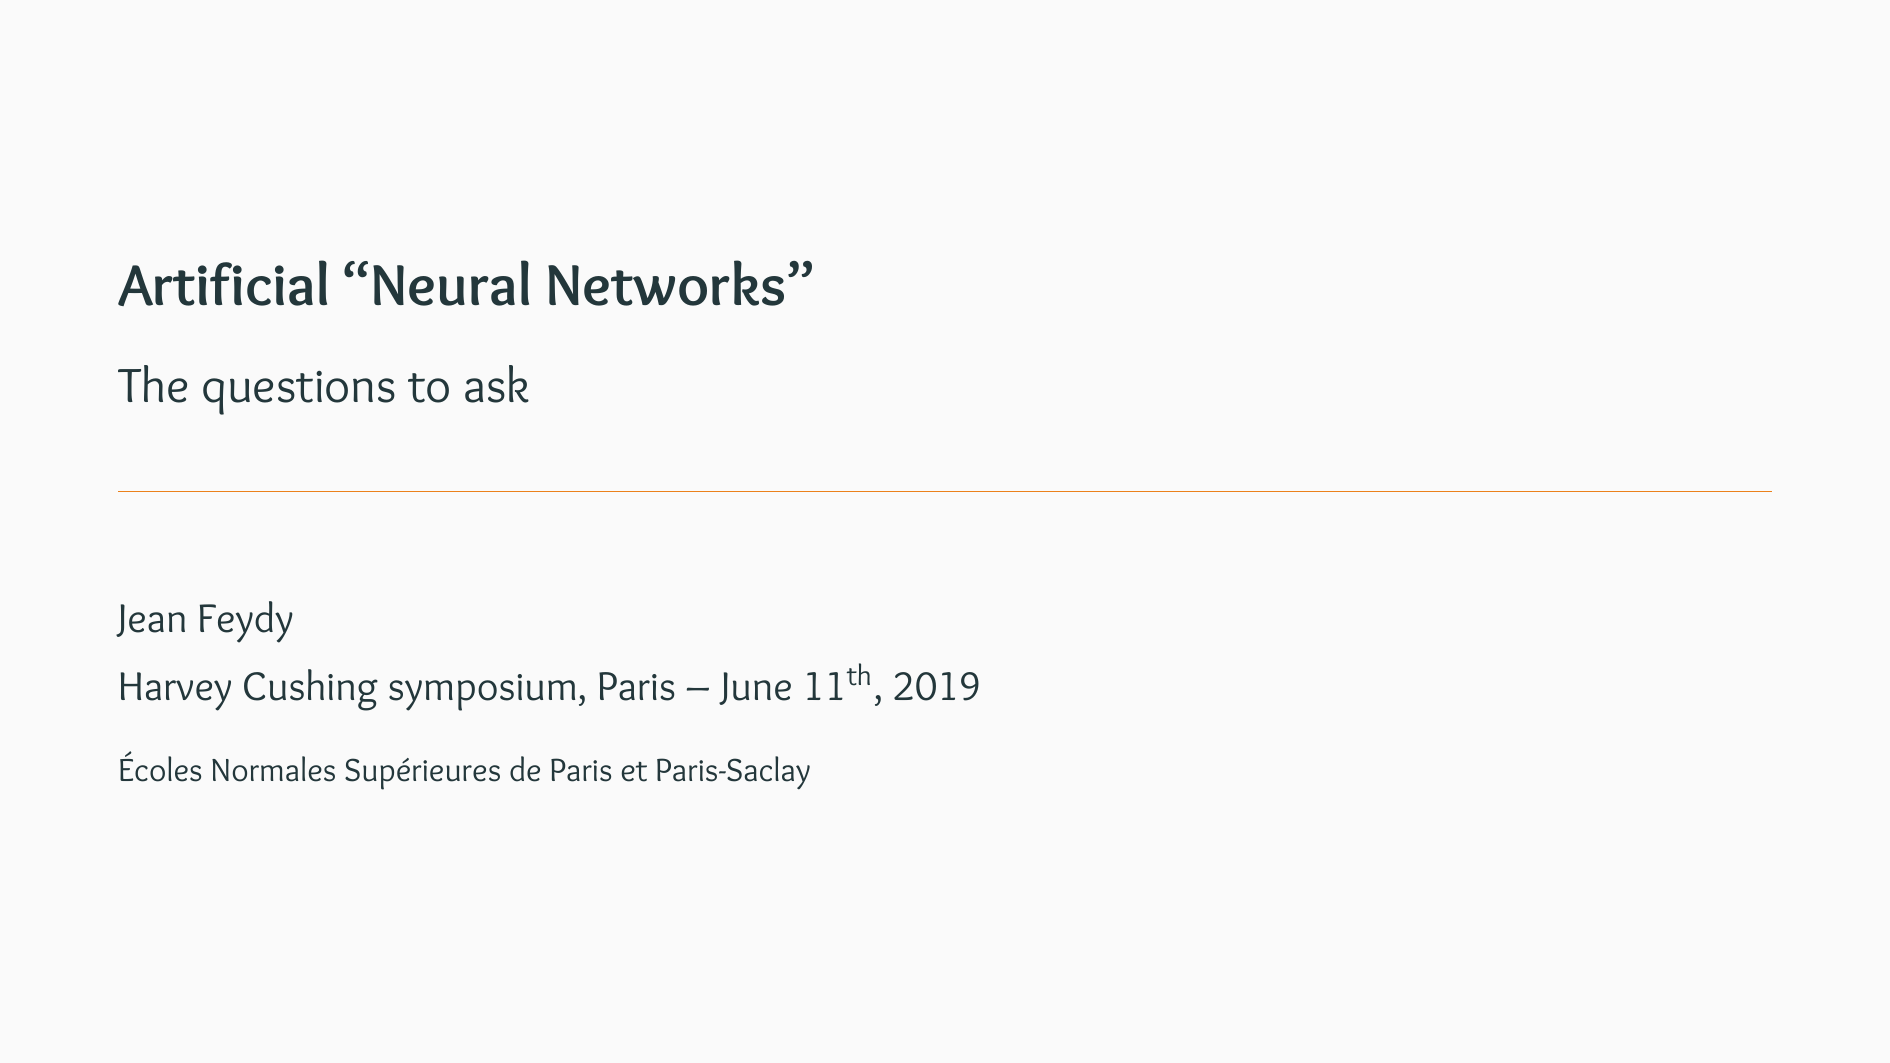 Artificial “Neural Networks”
The questions to ask
Jean Feydy
Harvey Cushing symposium, Paris – June 11th, 2019
Écoles Normales Supérieures de Paris et Paris-Saclay